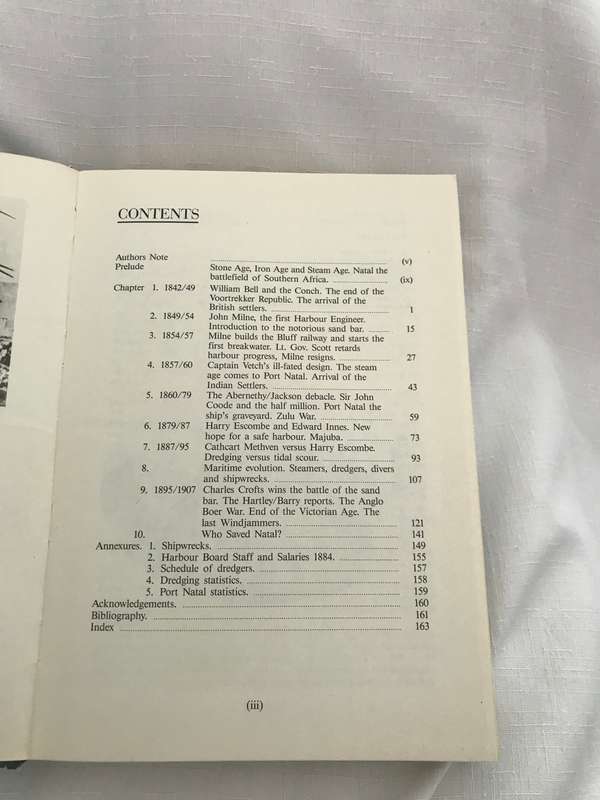 CONTENTS
Authors Note ........ (v)
Prelude Stone Age, Iron Age and Steam Age. Natal the
battlefield of Southern Africa. ........ (ix)
Chapter 1. 1842/49 William Bell and the Conch. The end of the
Voortrekker Republic. The arrival of the
British settlers. ........ 1
2. 1849/54 John Milne, the first Harbour Engineer.
Introduction to the notorious sand bar. ........ 15
3. 1854/57 Milne builds the Bluff railway and starts the
first breakwater. Lt. Gov. Scott retards
harbour progress, Milne resigns. ........ 27
4. 1857/60 Captain Vetch's ill-fated design. The steam
age comes to Port Natal. Arrival of the
Indian Settlers. ........ 43
5. 1860/79 The Abernethy/Jackson debacle. Sir John
Coode and the half million. Port Natal the
ship's graveyard. Zulu War. ........ 59
6. 1879/87 Harry Escombe and Edward Innes. New
hope for a safe harbour. Majuba. ........ 73
7. 1887/95 Cathcart Methven versus Harry Escombe.
Dredging versus tidal scour. ........ 93
8. Maritime evolution. Steamers, dredgers, divers
and shipwrecks. ........ 107
9. 1895/1907 Charles Crofts wins the battle of the sand
bar. The Hartley/Barry reports. The Anglo
Boer War. End of the Victorian Age. The
last Windjammers. ........ 121
10. Who Saved Natal? ........ 141
Annexures. 1. Shipwrecks. ........ 149
2. Harbour Board Staff and Salaries 1884. ........ 155
3. Schedule of dredgers. ........ 157
4. Dredging statistics. ........ 158
5. Port Natal statistics. ........ 159
Acknowledgements. ........ 160
Bibliography. ........ 161
Index ........ 163
(iii)